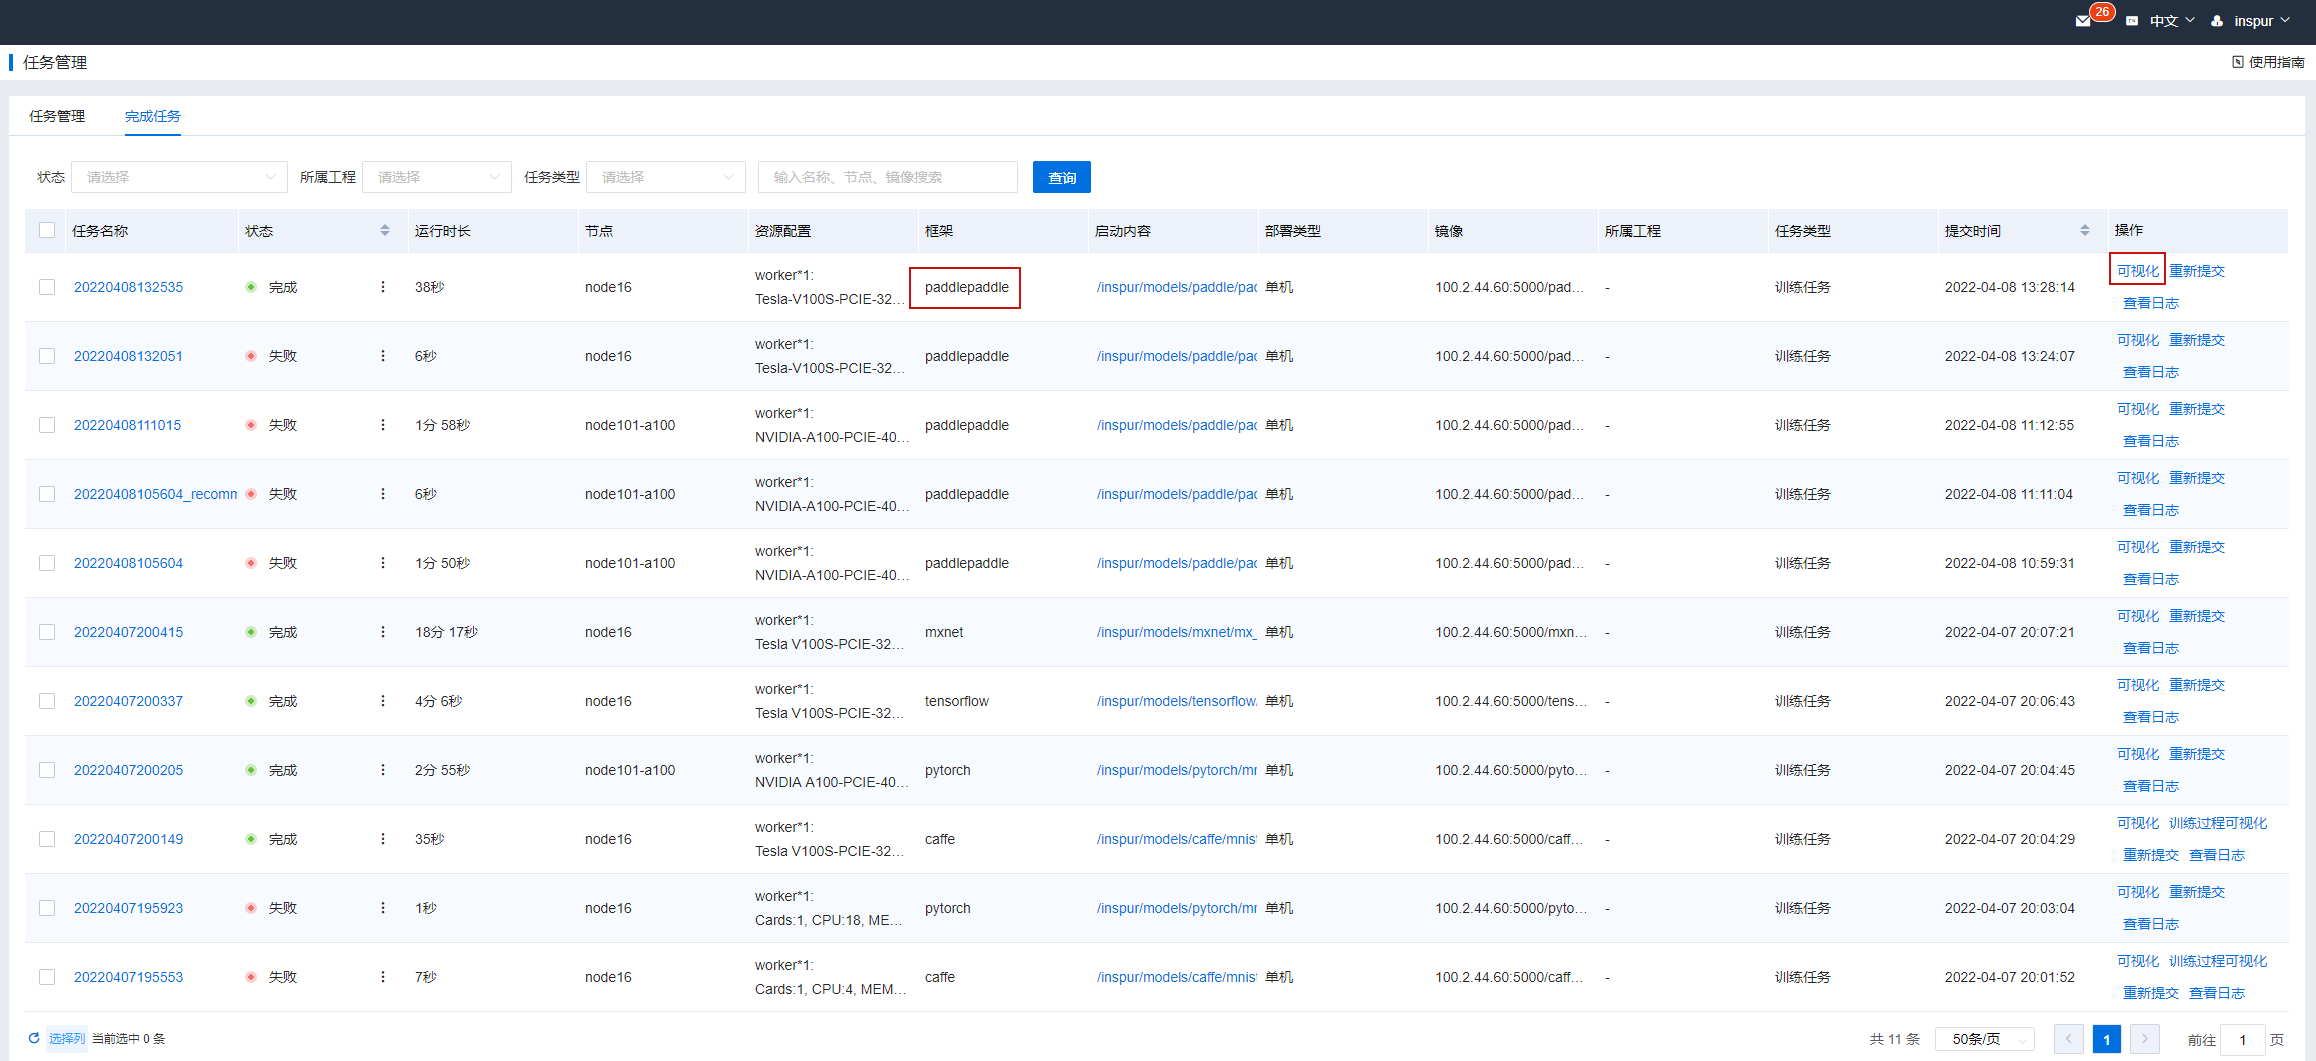 26 中文 inspur
任务管理 使用指南
任务管理 完成任务
状态 请选择 所属工程 请选择 任务类型 请选择 输入名称、节点、镜像搜索 查询
任务名称 状态 运行时长 节点 资源配置 框架 启动内容 部署类型 镜像 所属工程 任务类型 提交时间 操作
20220408132535 完成 38秒 node16 worker*1: Tesla-V100S-PCIE-32... paddlepaddle /inspur/models/paddle/pac 单机 100.2.44.60:5000/pad... - 训练任务 2022-04-08 13:28:14 可视化 重新提交 查看日志
20220408132051 失败 6秒 node16 worker*1: Tesla-V100S-PCIE-32... paddlepaddle /inspur/models/paddle/pac 单机 100.2.44.60:5000/pad... - 训练任务 2022-04-08 13:24:07 可视化 重新提交 查看日志
20220408111015 失败 1分 58秒 node101-a100 worker*1: NVIDIA-A100-PCIE-40... paddlepaddle /inspur/models/paddle/pac 单机 100.2.44.60:5000/pad... - 训练任务 2022-04-08 11:12:55 可视化 重新提交 查看日志
20220408105604_recomm 失败 6秒 node101-a100 worker*1: NVIDIA-A100-PCIE-40... paddlepaddle /inspur/models/paddle/pac 单机 100.2.44.60:5000/pad... - 训练任务 2022-04-08 11:11:04 可视化 重新提交 查看日志
20220408105604 失败 1分 50秒 node101-a100 worker*1: NVIDIA-A100-PCIE-40... paddlepaddle /inspur/models/paddle/pac 单机 100.2.44.60:5000/pad... - 训练任务 2022-04-08 10:59:31 可视化 重新提交 查看日志
20220407200415 完成 18分 17秒 node16 worker*1: Tesla V100S-PCIE-32... mxnet /inspur/models/mxnet/mx_ 单机 100.2.44.60:5000/mxn... - 训练任务 2022-04-07 20:07:21 可视化 重新提交 查看日志
20220407200337 完成 4分 6秒 node16 worker*1: Tesla V100S-PCIE-32... tensorflow /inspur/models/tensorflow. 单机 100.2.44.60:5000/tens... - 训练任务 2022-04-07 20:06:43 可视化 重新提交 查看日志
20220407200205 完成 2分 55秒 node101-a100 worker*1: NVIDIA A100-PCIE-40... pytorch /inspur/models/pytorch/mr 单机 100.2.44.60:5000/pyto... - 训练任务 2022-04-07 20:04:45 可视化 重新提交 查看日志
20220407200149 完成 35秒 node16 worker*1: Tesla V100S-PCIE-32... caffe /inspur/models/caffe/mnis 单机 100.2.44.60:5000/caff... - 训练任务 2022-04-07 20:04:29 可视化 训练过程可视化 重新提交 查看日志
20220407195923 失败 1秒 node16 worker*1: Cards:1, CPU:18, ME... pytorch /inspur/models/pytorch/mr 单机 100.2.44.60:5000/pyto... - 训练任务 2022-04-07 20:03:04 可视化 重新提交 查看日志
20220407195553 失败 7秒 node16 worker*1: Cards:1, CPU:4, MEM... caffe /inspur/models/caffe/mnis 单机 100.2.44.60:5000/caff... - 训练任务 2022-04-07 20:01:52 可视化 训练过程可视化 重新提交 查看日志
选择列 当前选中 0 条 共 11 条 50条/页 1 前往 1 页